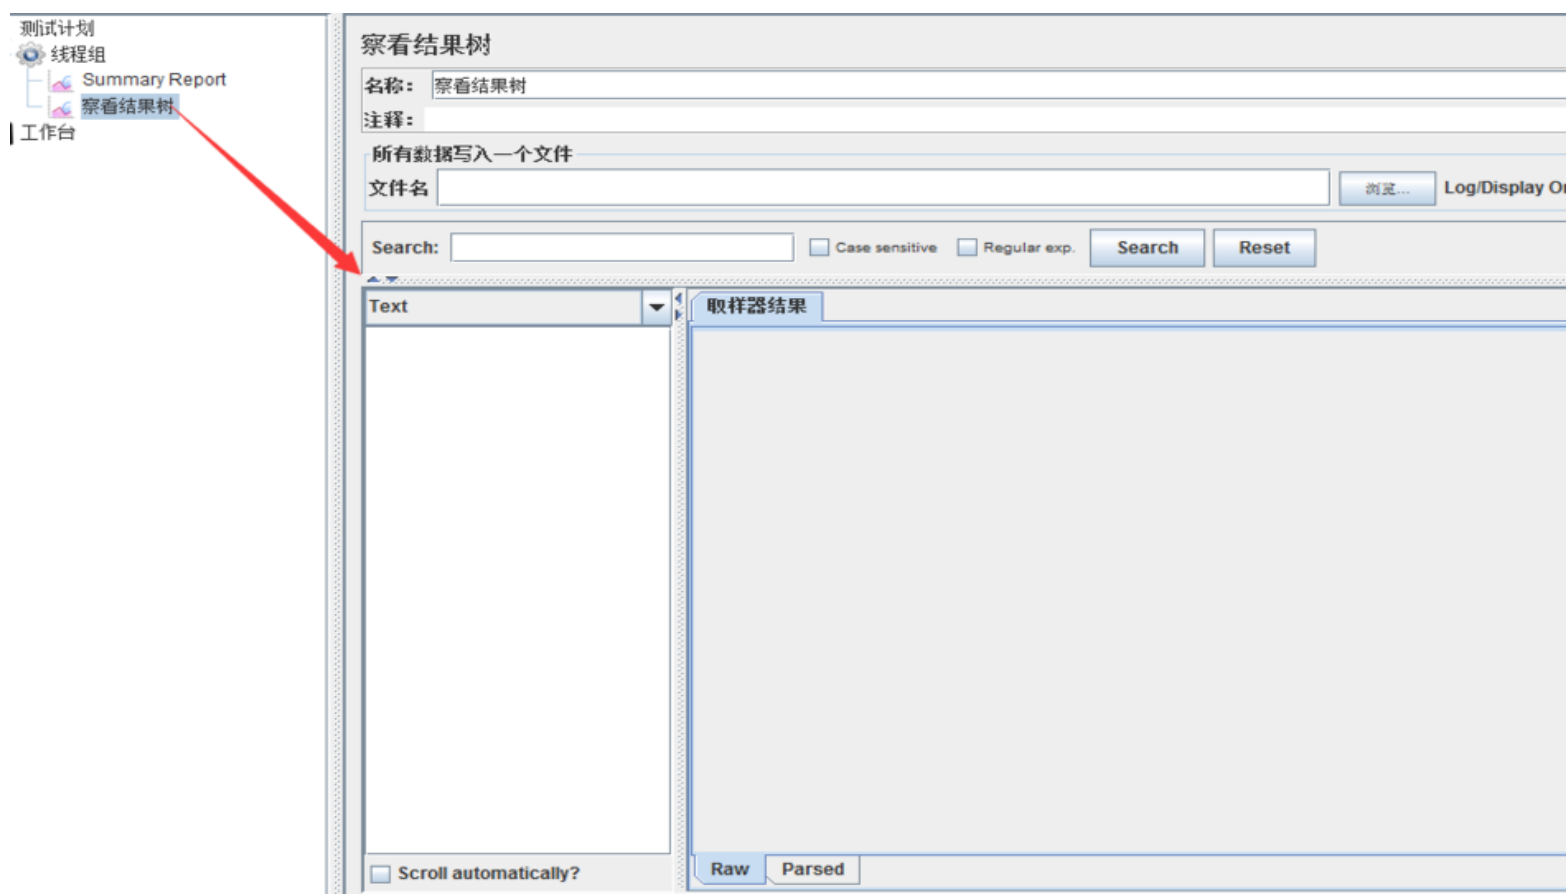 测试计划
线程组
Summary Report
察看结果树
工作台
察看结果树
名称： 察看结果树
注释：
所有数据写入一个文件
文件名 浏览... Log/Display
Search: Case sensitive Regular exp. Search Reset
Text 取样器结果
Scroll automatically? Raw Parsed